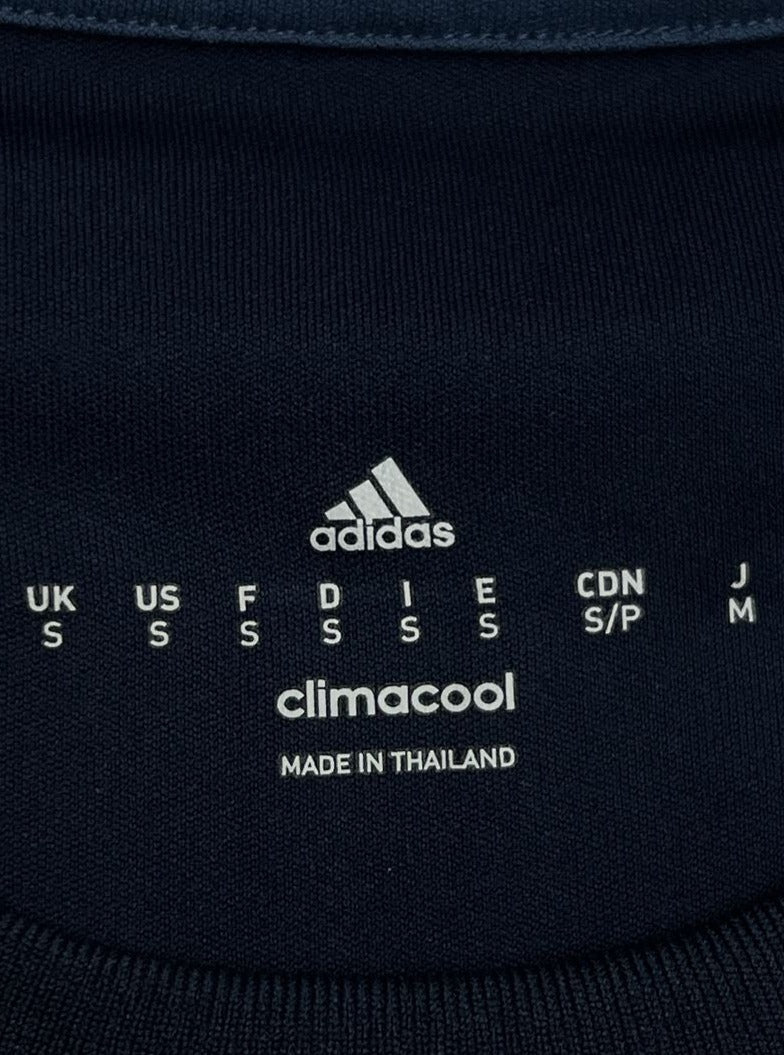 adidas
UK US F D I E CDN J
S S S S S S S/P M
climacool
MADE IN THAILAND